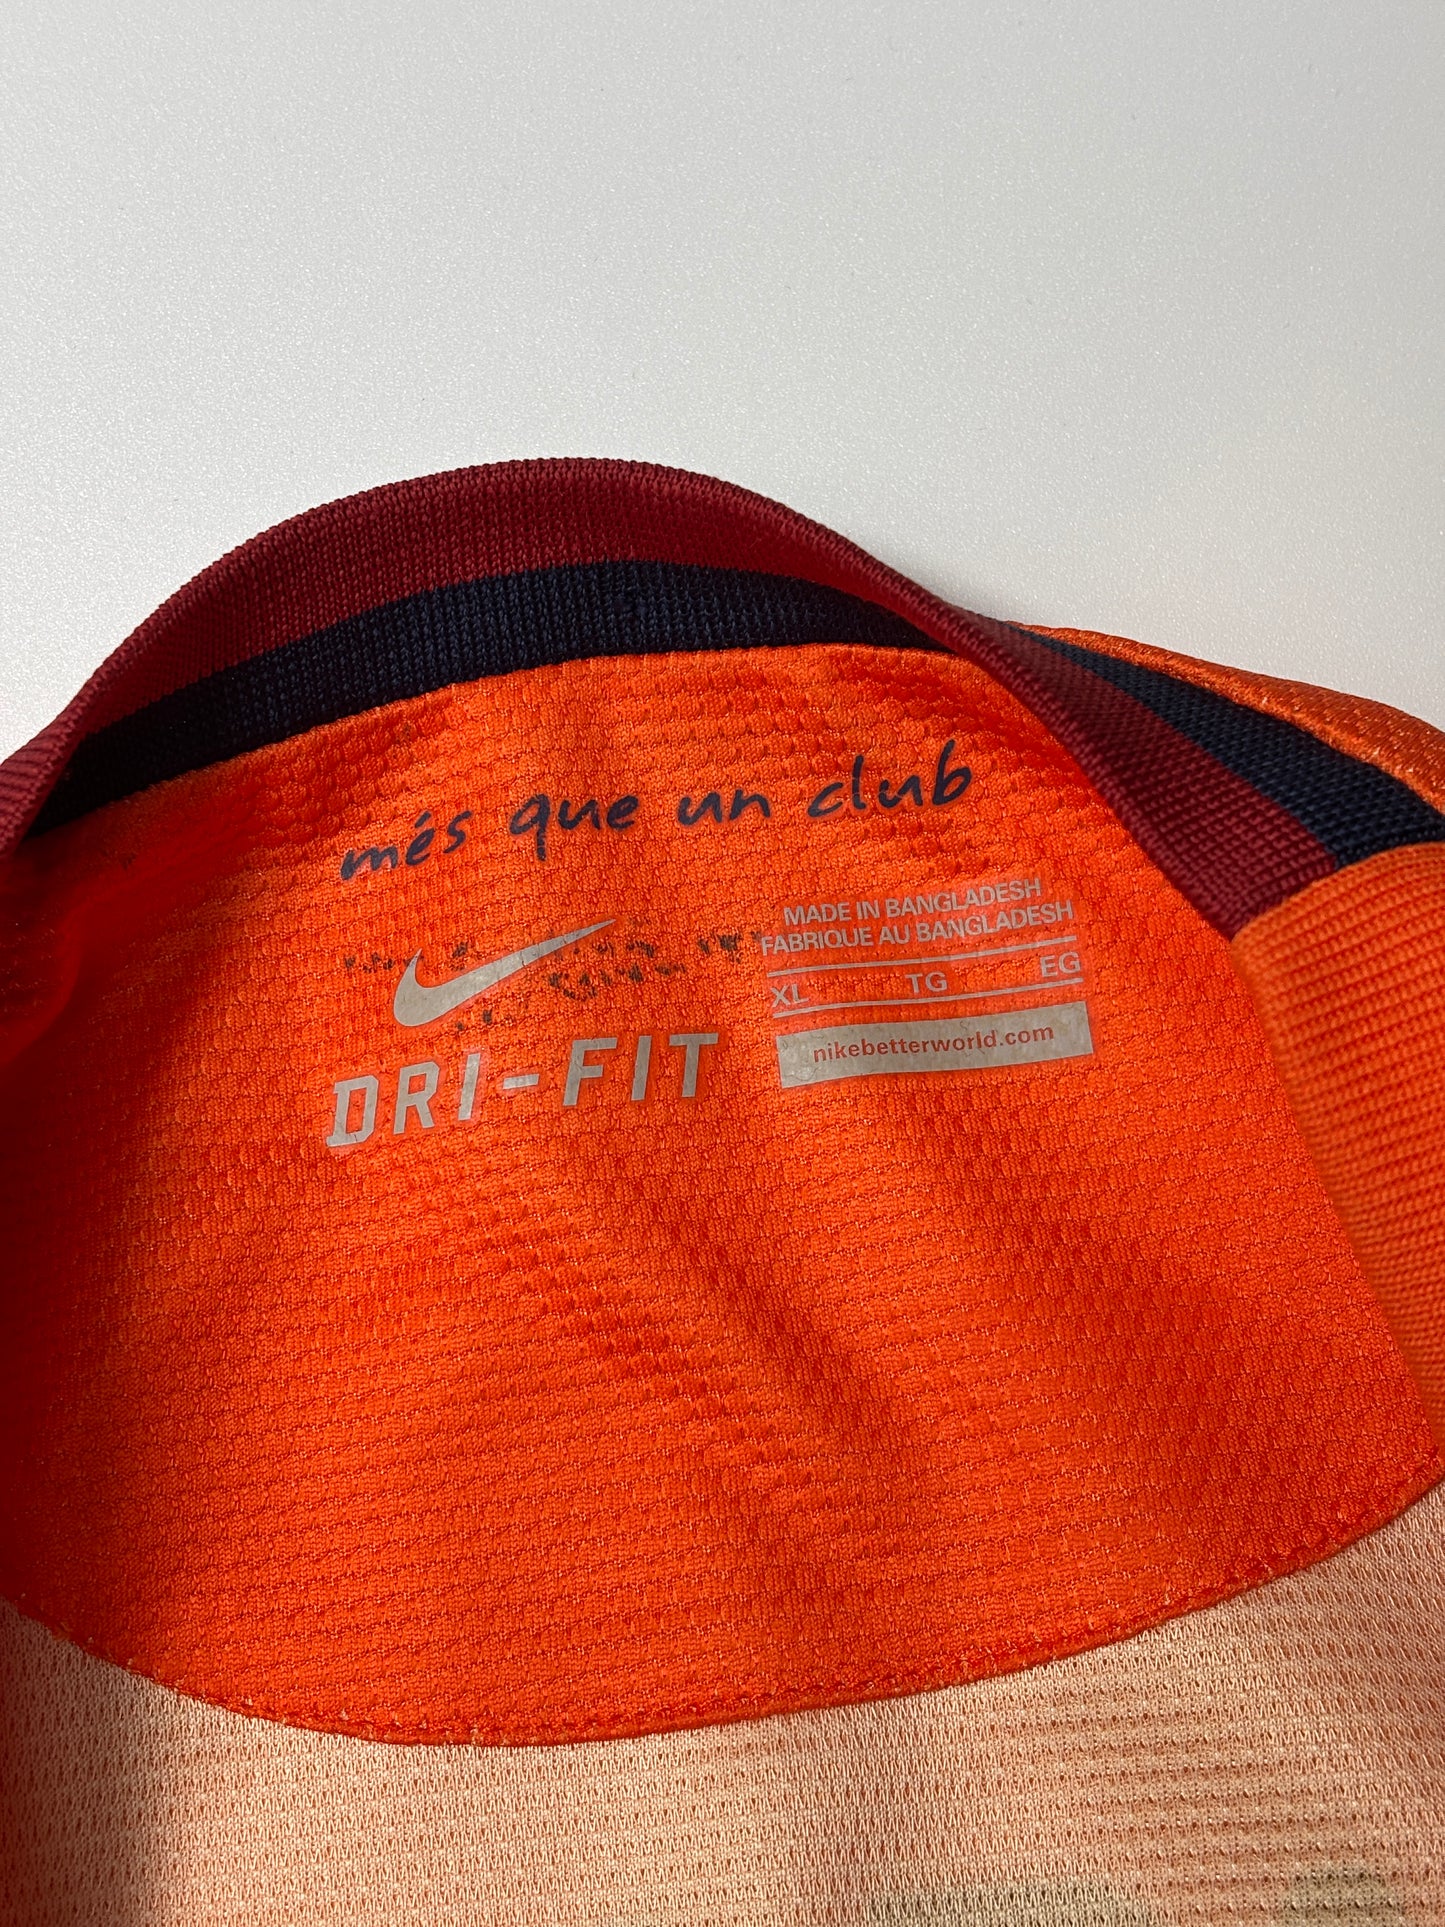 més que un club
MADE IN BANGLADESH
FABRIQUE AU BANGLADESH
XL TG EG
nikebetterworld.com
DRI-FIT